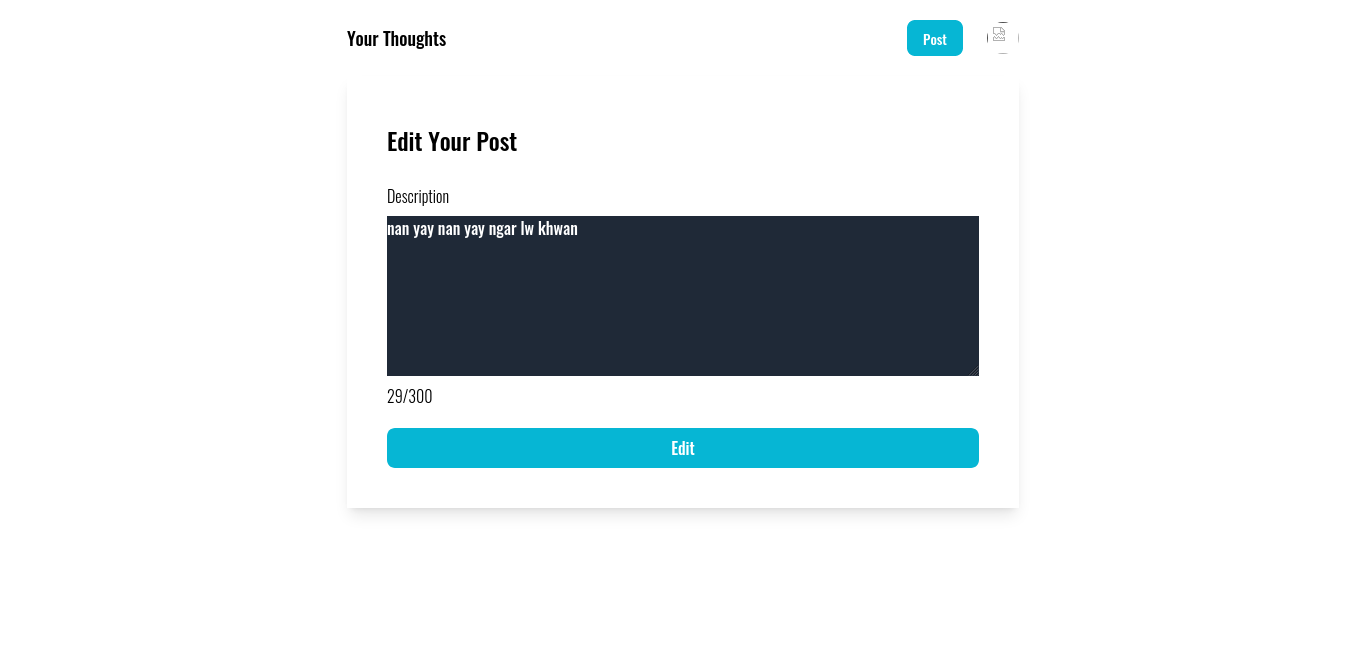 Your Thoughts
Post
Edit Your Post
Description
nan yay nan yay ngar lw khwan
29/300
Edit